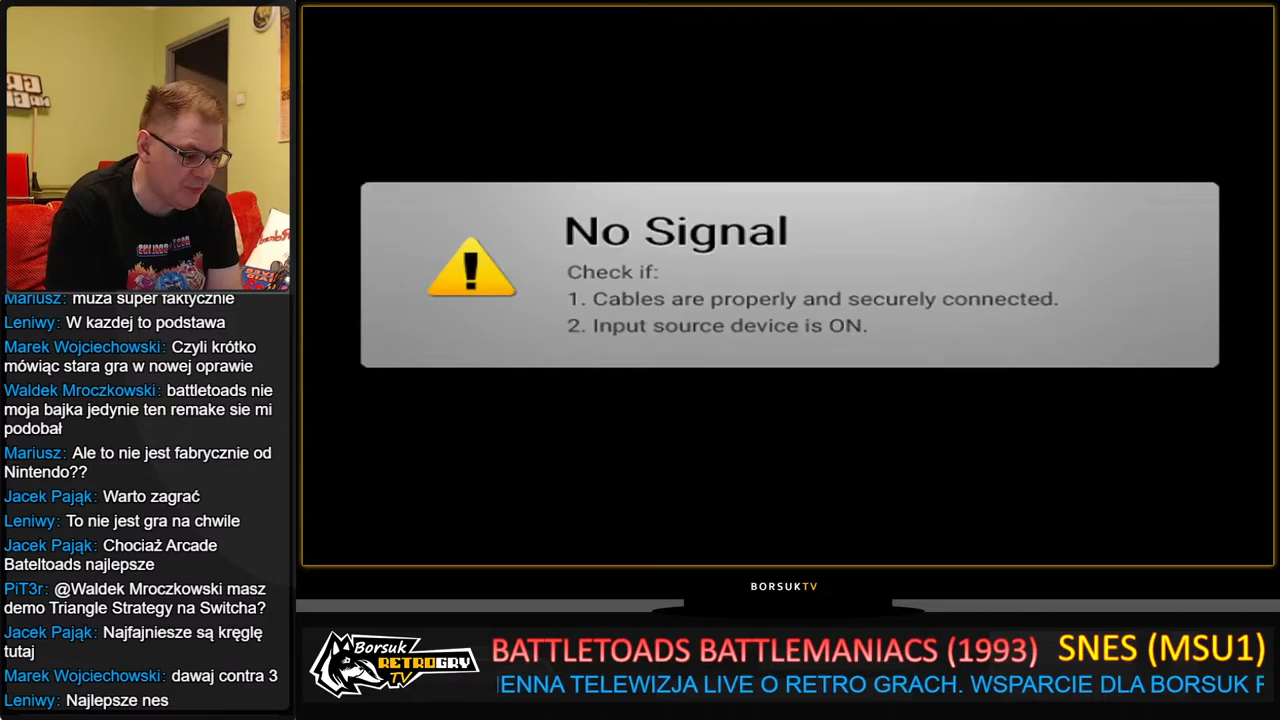 Mariusz: muza super faktycznie
Leniwy: W kazdej to podstawa
Marek Wojciechowski: Czyli krótko
mówiąc stara gra w nowej oprawie
Waldek Mroczkowski: battletoads nie
moja bajka jedynie ten remake sie mi
podobał
Mariusz: Ale to nie jest fabrycznie od
Nintendo??
Jacek Pająk: Warto zagrać
Leniwy: To nie jest gra na chwile
Jacek Pająk: Chociaż Arcade
Bateltoads najlepsze
PiT3r: @Waldek Mroczkowski masz
demo Triangle Strategy na Switcha?
Jacek Pająk: Najfajniesze są kręglę
tutaj
Marek Wojciechowski: dawaj contra 3
Leniwy: Najlepsze nes
No Signal
Check if:
1. Cables are properly and securely connected.
2. Input source device is ON.
BORSUKTV
Borsuk
RETROGRY
TV
BATTLETOADS BATTLEMANIACS (1993) SNES (MSU1)
IENNA TELEWIZJA LIVE O RETRO GRACH. WSPARCIE DLA BORSUK